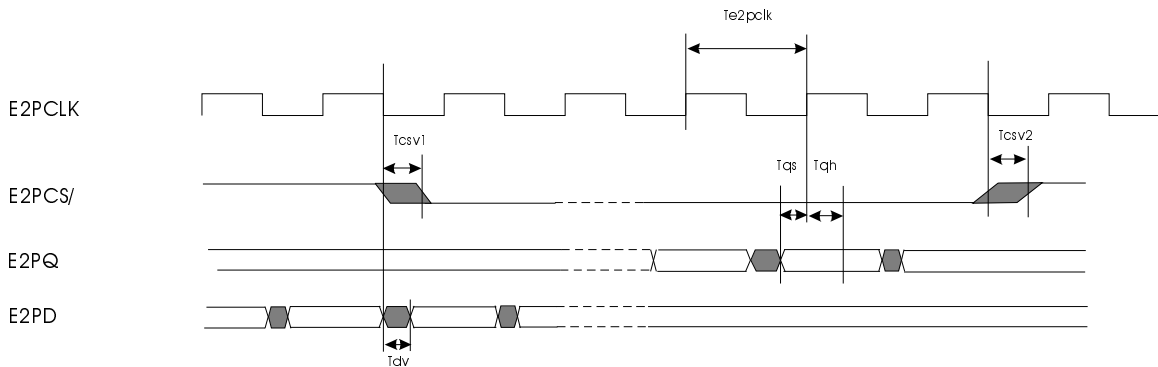 Te2pclk
E2PCLK
Tcsv1
Tcsv2
Tqs
Tqh
E2PCS/
E2PQ
E2PD
Tdv